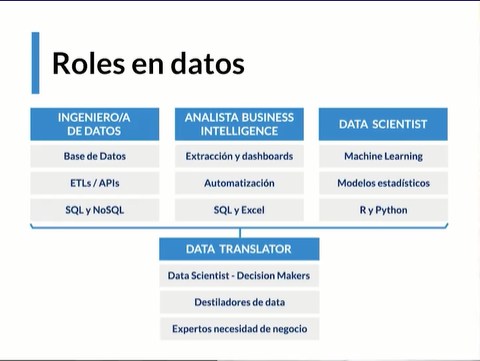 Roles en datos
INGENIERO/A
DE DATOS
Base de Datos
ETLs / APIs
SQL y NoSQL
ANALISTA BUSINESS
INTELLIGENCE
Extracción y dashboards
Automatización
SQL y Excel
DATA SCIENTIST
Machine Learning
Modelos estadísticos
R y Python
DATA TRANSLATOR
Data Scientist - Decision Makers
Destiladores de data
Expertos necesidad de negocio